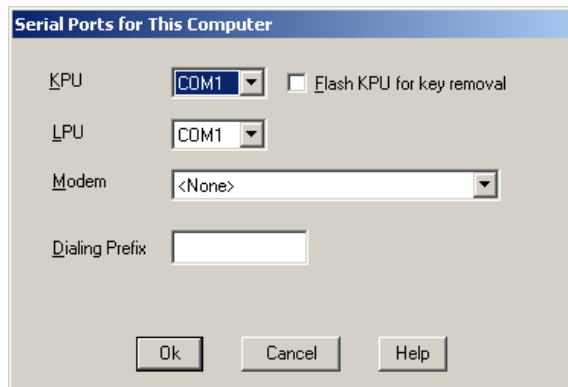 Serial Ports for This Computer
KPU COM1 Flash KPU for key removal
LPU COM1
Modem <None>
Dialing Prefix
Ok Cancel Help